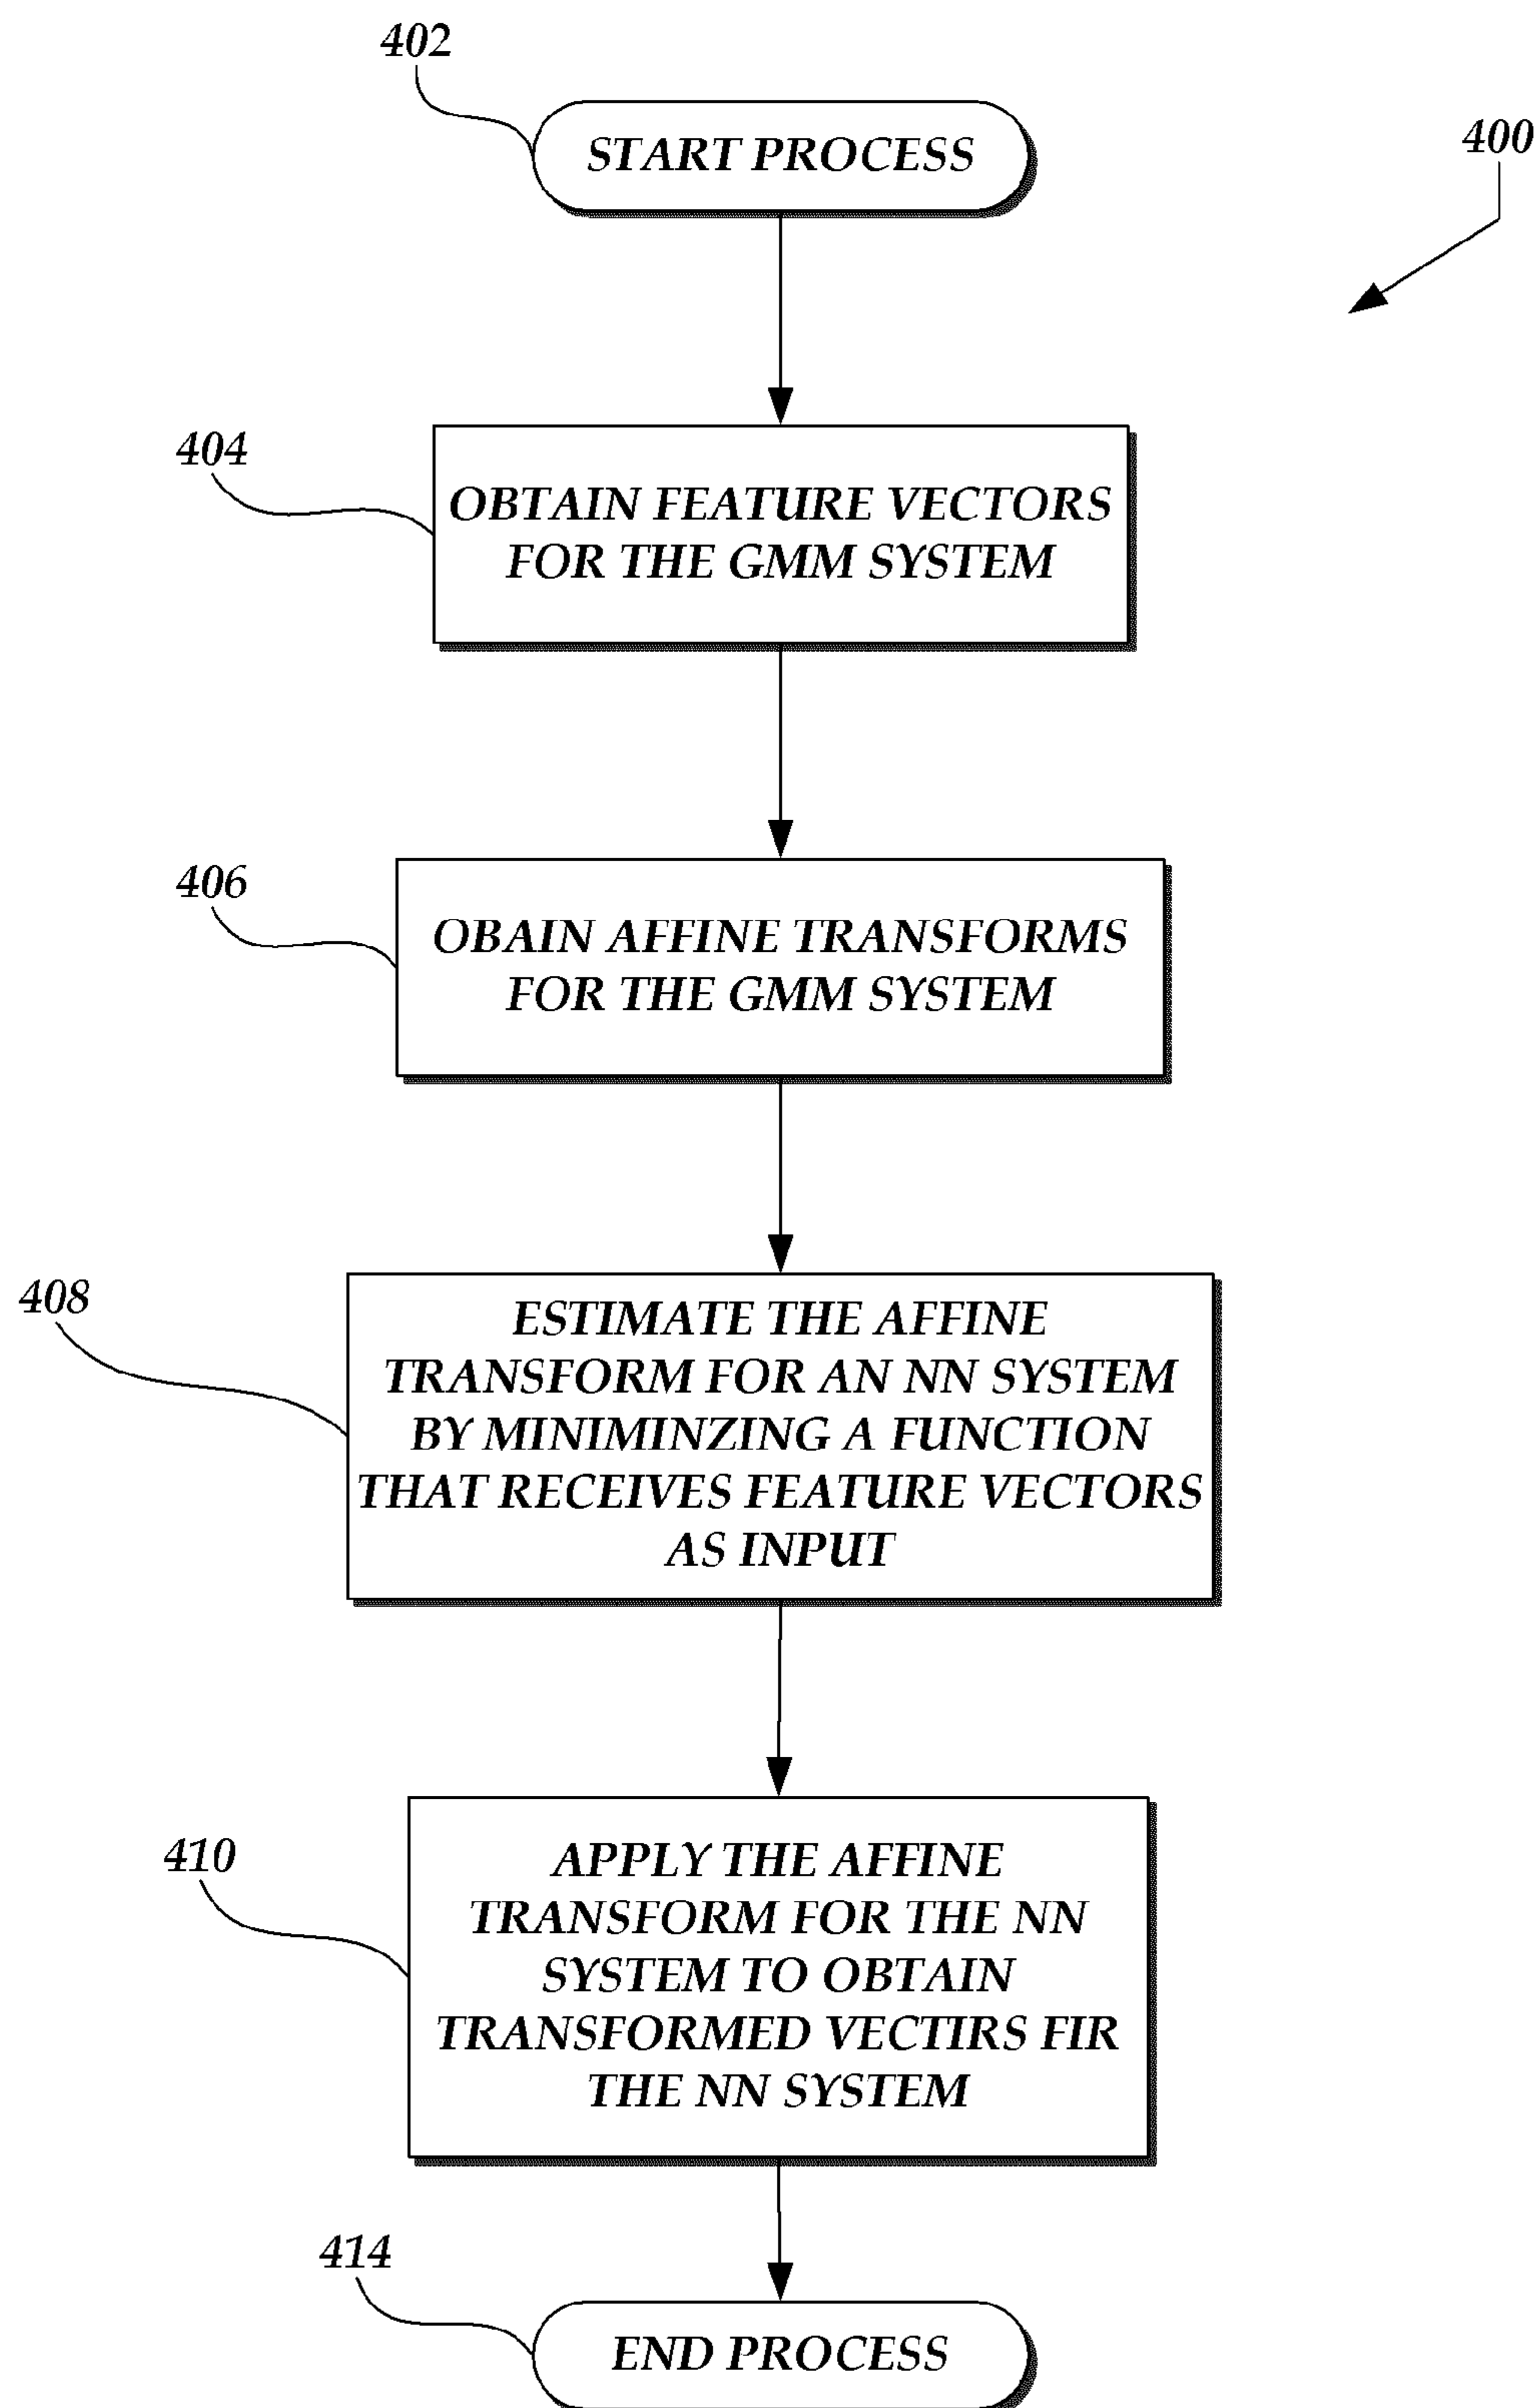 402
START PROCESS
400
404
OBTAIN FEATURE VECTORS
FOR THE GMM SYSTEM
406
OBAIN AFFINE TRANSFORMS
FOR THE GMM SYSTEM
408
ESTIMATE THE AFFINE
TRANSFORM FOR AN NN SYSTEM
BY MINIMINZING A FUNCTION
THAT RECEIVES FEATURE VECTORS
AS INPUT
410
APPLY THE AFFINE
TRANSFORM FOR THE NN
SYSTEM TO OBTAIN
TRANSFORMED VECTIRS FIR
THE NN SYSTEM
414
END PROCESS